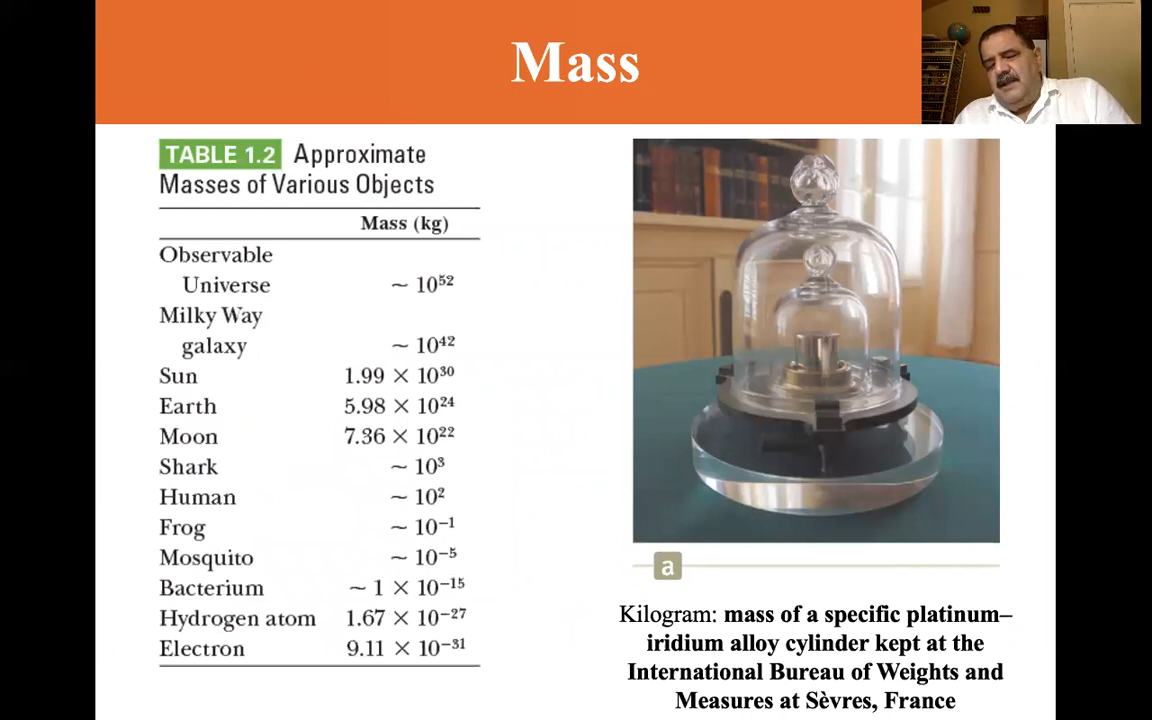 Mass
TABLE 1.2 Approximate
Masses of Various Objects
Mass (kg)
Observable
Universe ~ 10⁵²
Milky Way
galaxy ~ 10⁴²
Sun 1.99 × 10³⁰
Earth 5.98 × 10²⁴
Moon 7.36 × 10²²
Shark ~ 10³
Human ~ 10²
Frog ~ 10⁻¹
Mosquito ~ 10⁻⁵
Bacterium ~ 1 × 10⁻¹⁵
Hydrogen atom 1.67 × 10⁻²⁷
Electron 9.11 × 10⁻³¹
a
Kilogram: mass of a specific platinum–
iridium alloy cylinder kept at the
International Bureau of Weights and
Measures at Sèvres, France